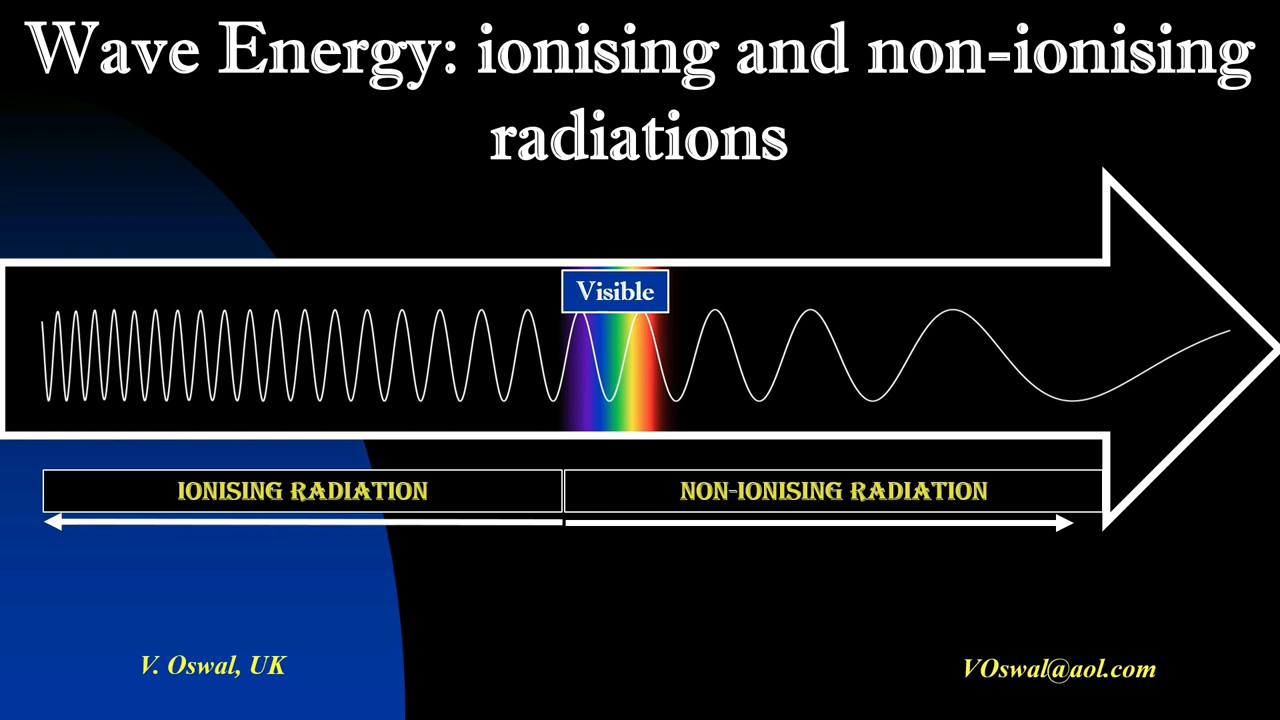 Wave Energy: ionising and non-ionising
radiations
Visible
IONISING RADIATION
NON-IONISING RADIATION
V. Oswal, UK
VOswal@aol.com